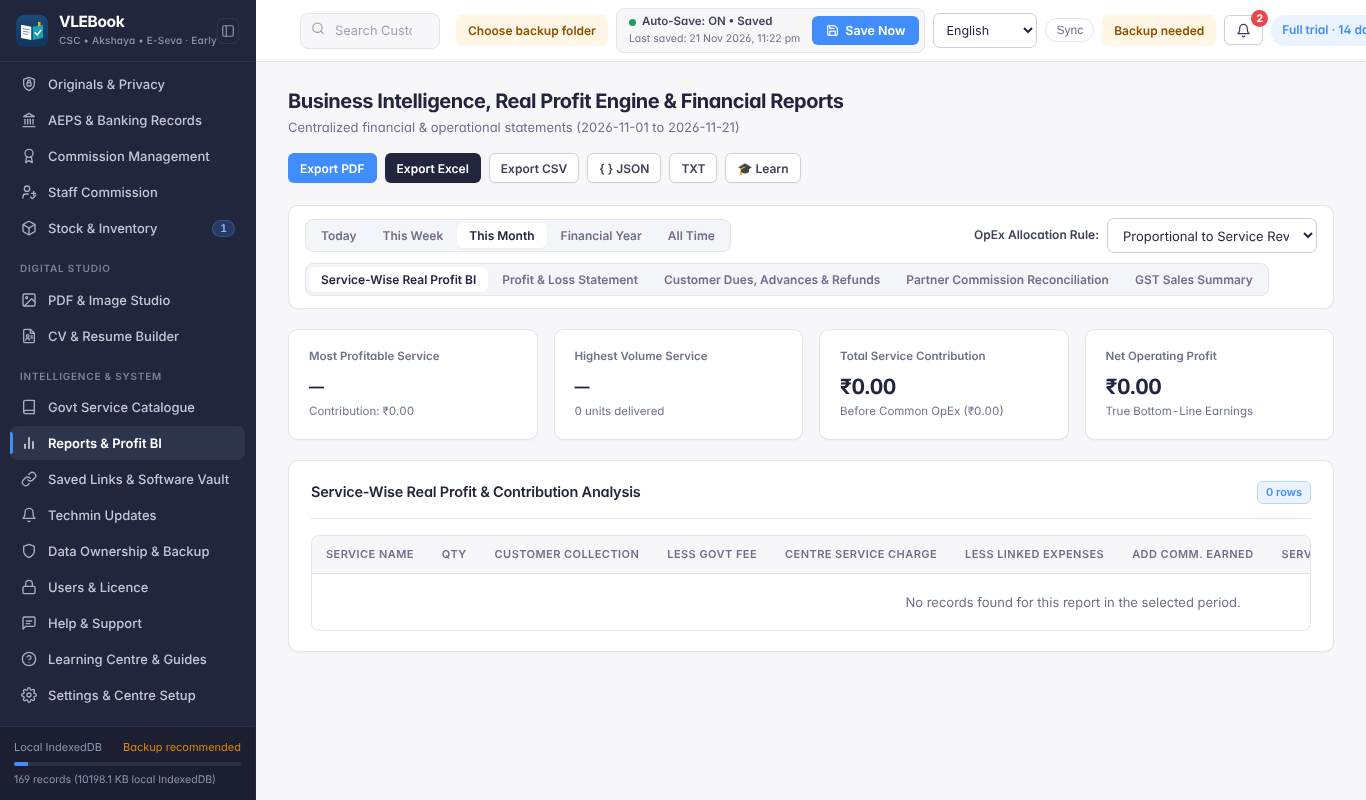 VLEBook
CSC • Akshaya • E-Seva • Early
Originals & Privacy
AEPS & Banking Records
Commission Management
Staff Commission
Stock & Inventory 1
DIGITAL STUDIO
PDF & Image Studio
CV & Resume Builder
INTELLIGENCE & SYSTEM
Govt Service Catalogue
Reports & Profit BI
Saved Links & Software Vault
Techmin Updates
Data Ownership & Backup
Users & Licence
Help & Support
Learning Centre & Guides
Settings & Centre Setup
Local IndexedDB Backup recommended
169 records (10198.1 KB local IndexedDB)
Search Custo
Choose backup folder
Auto-Save: ON • Saved
Last saved: 21 Nov 2026, 11:22 pm
Save Now
English
Sync
Backup needed
2
Full trial · 14 da
Business Intelligence, Real Profit Engine & Financial Reports
Centralized financial & operational statements (2026-11-01 to 2026-11-21)
Export PDF Export Excel Export CSV { } JSON TXT 🎓 Learn
Today This Week This Month Financial Year All Time
OpEx Allocation Rule: Proportional to Service Rev
Service-Wise Real Profit BI Profit & Loss Statement Customer Dues, Advances & Refunds Partner Commission Reconciliation GST Sales Summary
Most Profitable Service
—
Contribution: ₹0.00
Highest Volume Service
—
0 units delivered
Total Service Contribution
₹0.00
Before Common OpEx (₹0.00)
Net Operating Profit
₹0.00
True Bottom-Line Earnings
Service-Wise Real Profit & Contribution Analysis
0 rows
SERVICE NAME QTY CUSTOMER COLLECTION LESS GOVT FEE CENTRE SERVICE CHARGE LESS LINKED EXPENSES ADD COMM. EARNED SERV
No records found for this report in the selected period.